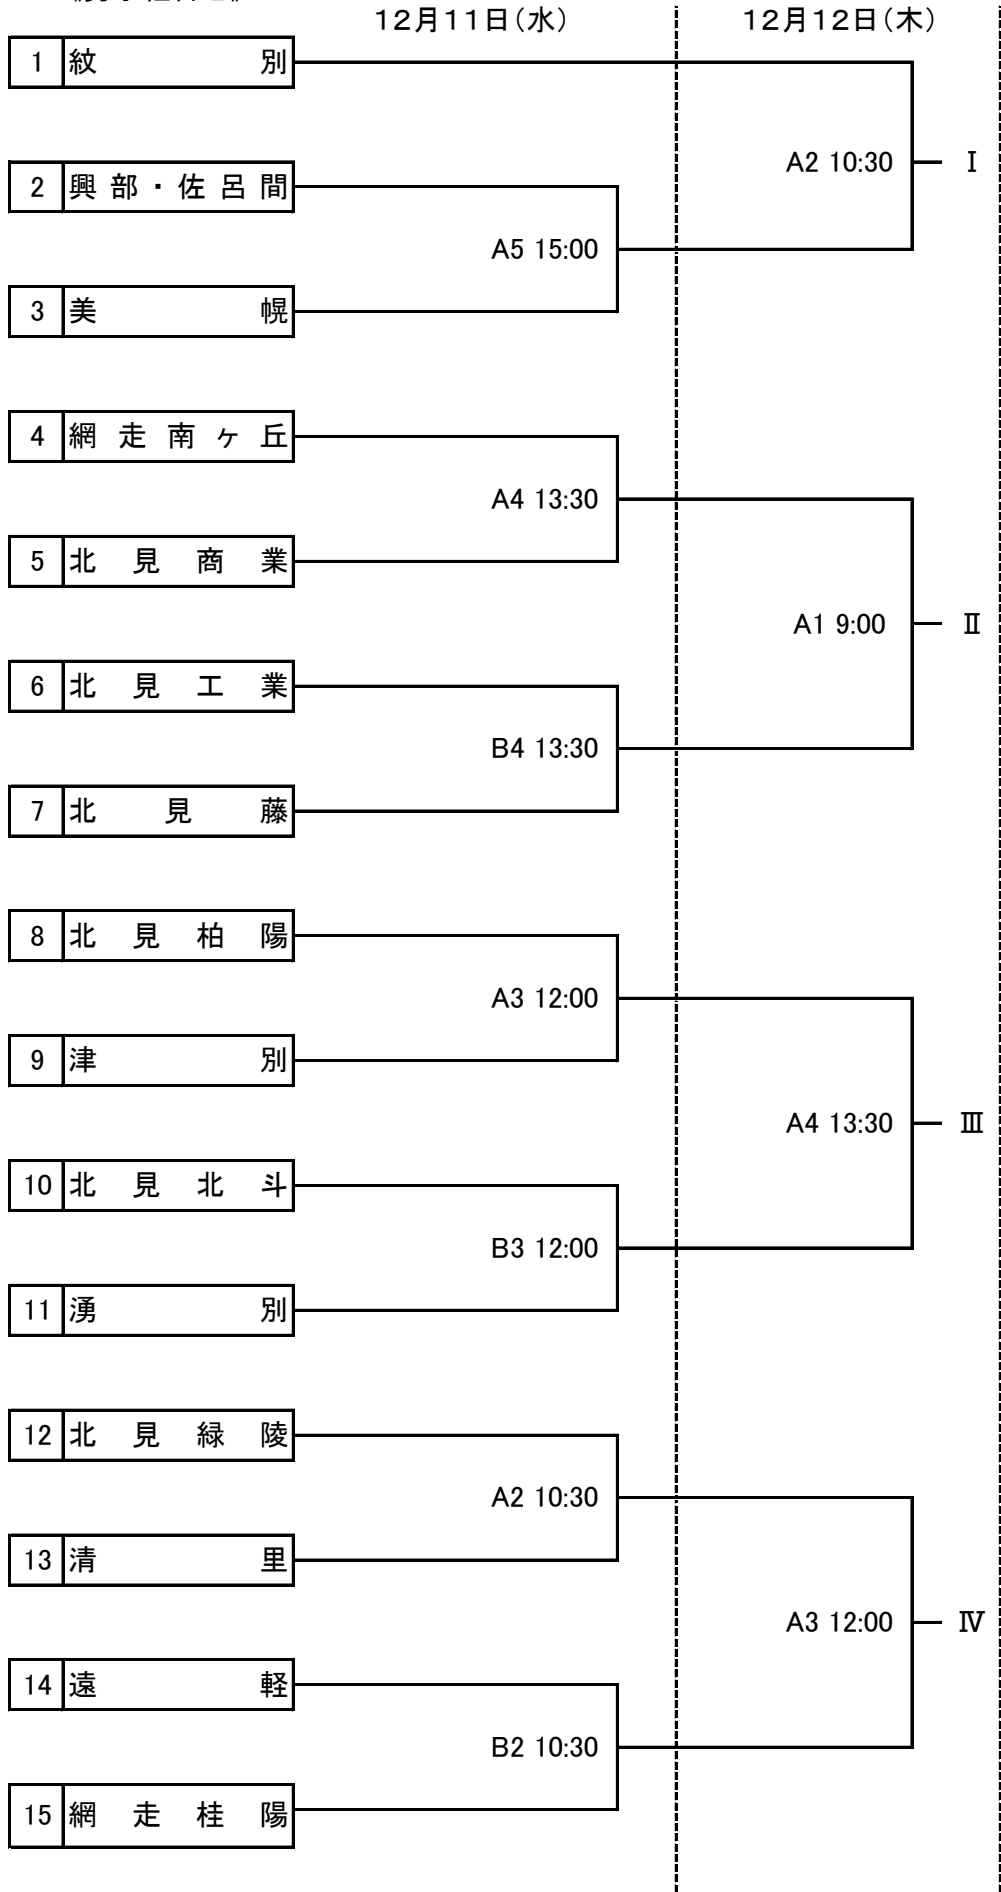 12月11日(水) 12月12日(木)
1 紋別
A2 10:30 Ⅰ
2 興部・佐呂間
A5 15:00
3 美幌
4 網走南ヶ丘
A4 13:30
5 北見商業
A1 9:00 Ⅱ
6 北見工業
B4 13:30
7 北見藤
8 北見柏陽
A3 12:00
9 津別
A4 13:30 Ⅲ
10 北見北斗
B3 12:00
11 湧別
12 北見緑陵
A2 10:30
13 清里
A3 12:00 Ⅳ
14 遠軽
B2 10:30
15 網走桂陽